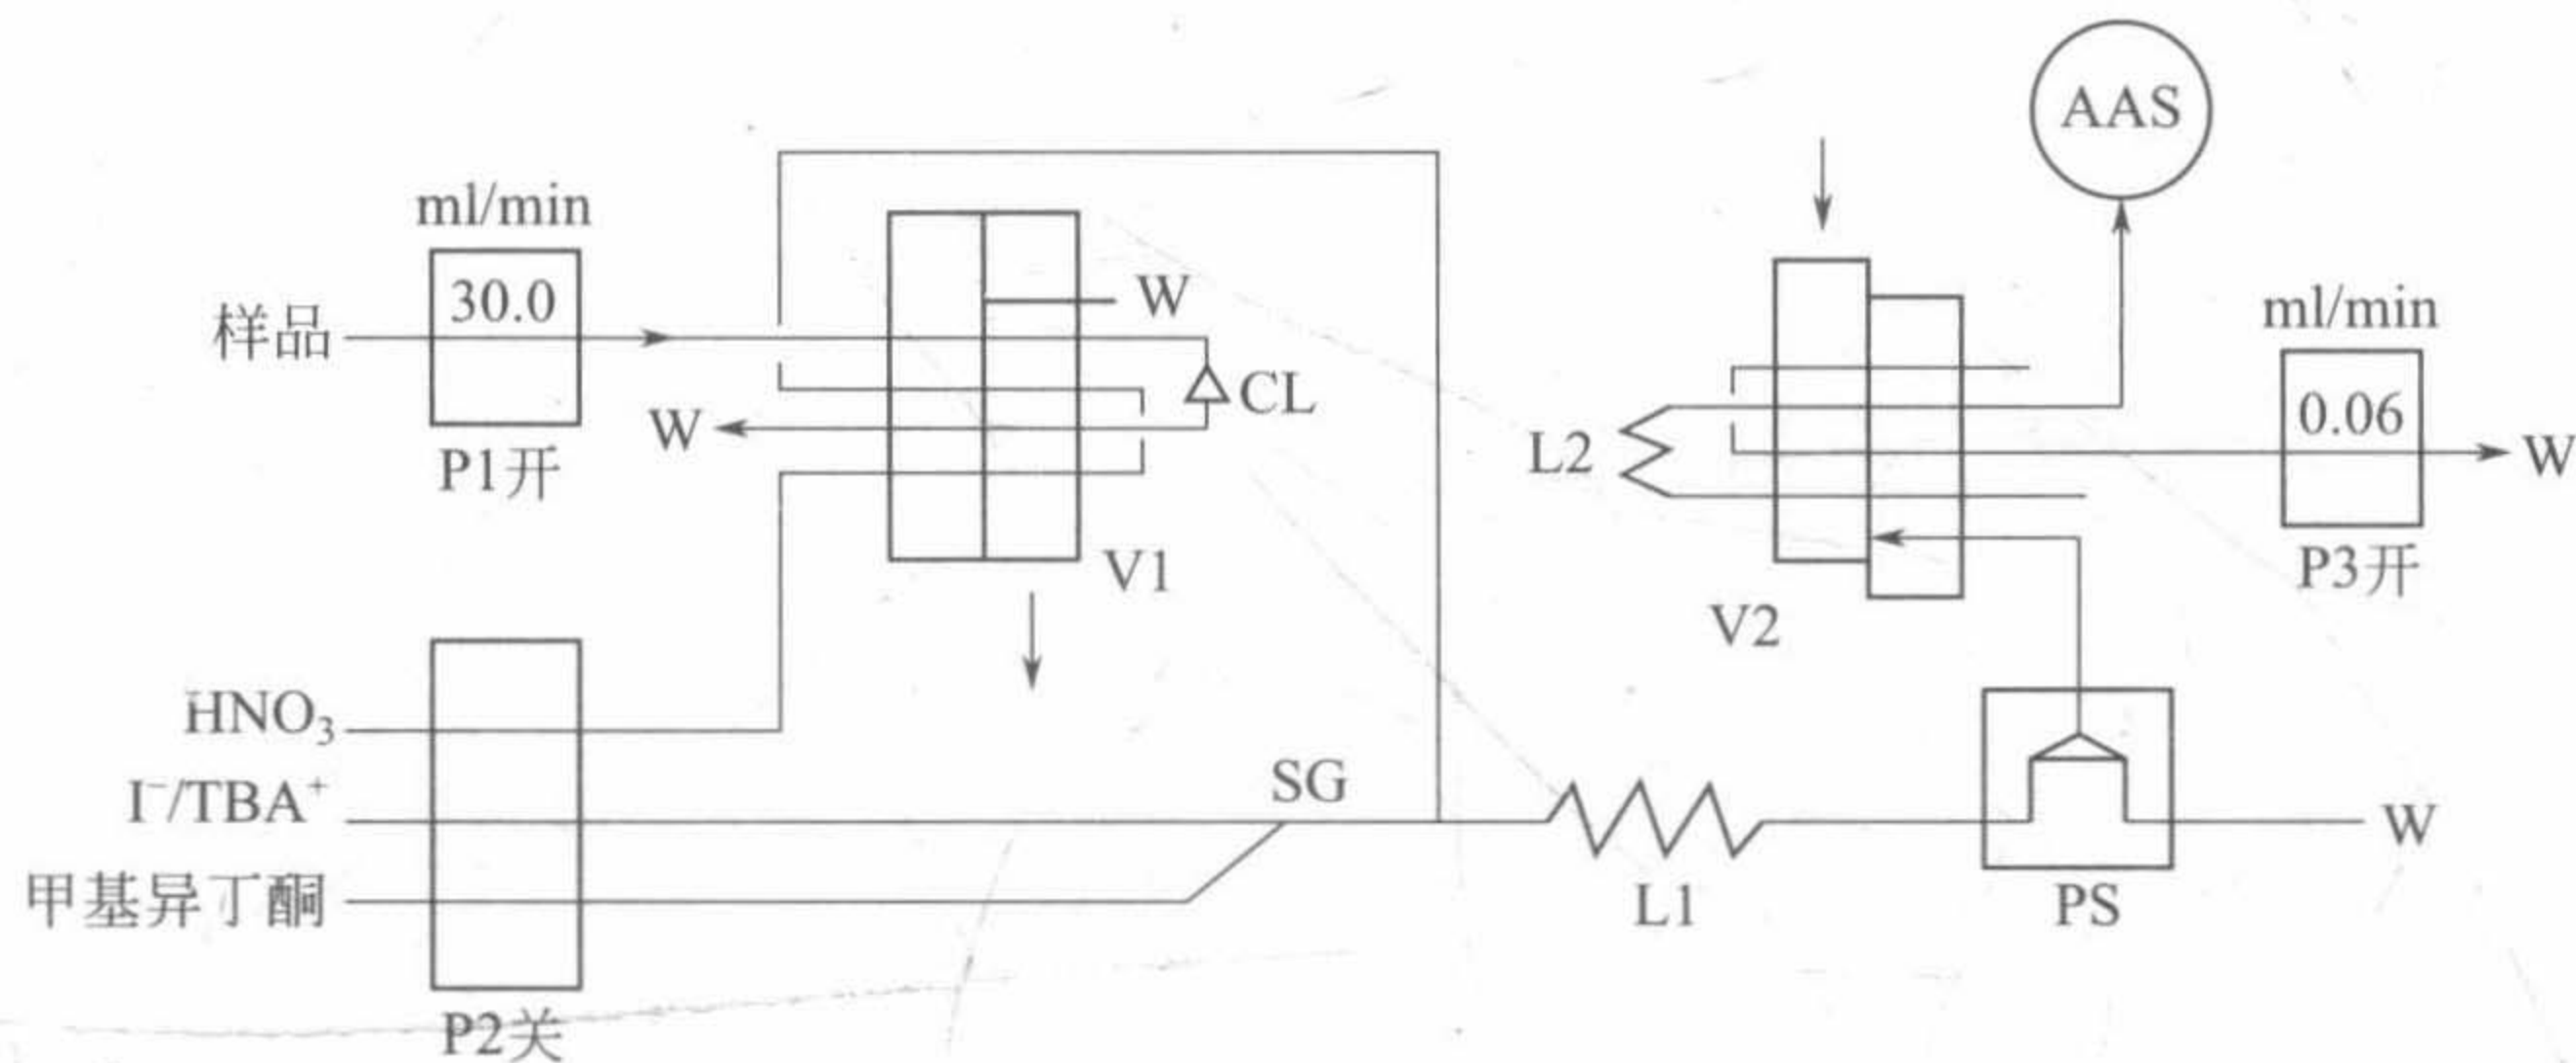 AAS
ml/min
30.0
样品
P1开
W
CL
W
V1
L2
V2
ml/min
0.06
W
P3开
HNO₃
I⁻/TBA⁺
甲基异丁酮
P2关
SG
L1
PS
W